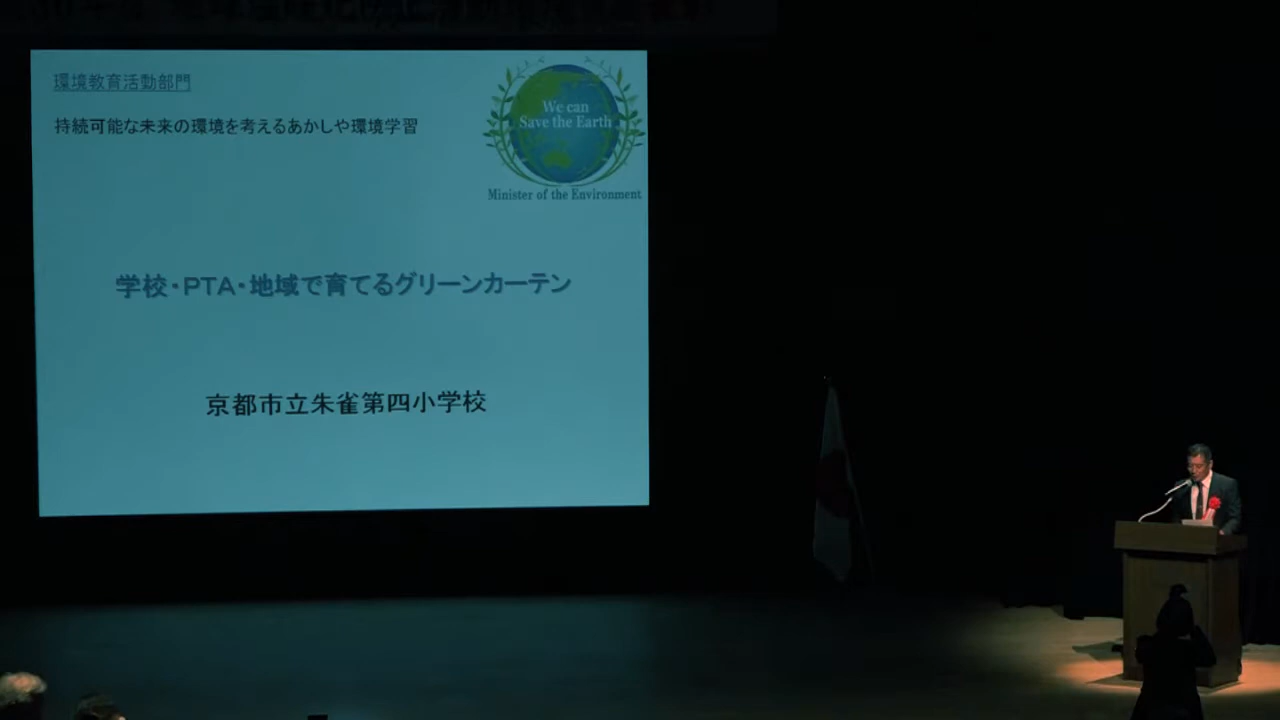 環境教育活動部門
持続可能な未来の環境を考えるあかしや環境学習
We can
Save the Earth
Minister of the Environment
学校・PTA・地域で育てるグリーンカーテン
京都市立朱雀第四小学校